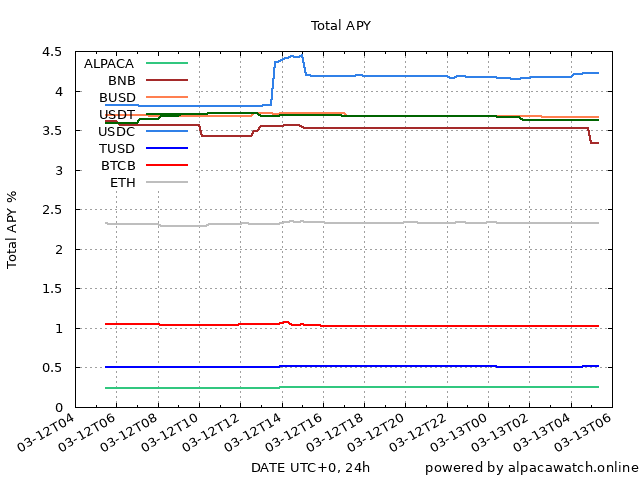 Total APY
4.5
4
3.5
3
2.5
2
1.5
1
0.5
0
Total APY %
ALPACA
BNB
BUSD
USDT
USDC
TUSD
BTCB
ETH
03-12T04
03-12T06
03-12T08
03-12T10
03-12T12
03-12T14
03-12T16
03-12T18
03-12T20
03-12T22
03-13T00
03-13T02
03-13T04
03-13T06
DATE UTC+0, 24h
powered by alpacawatch.online